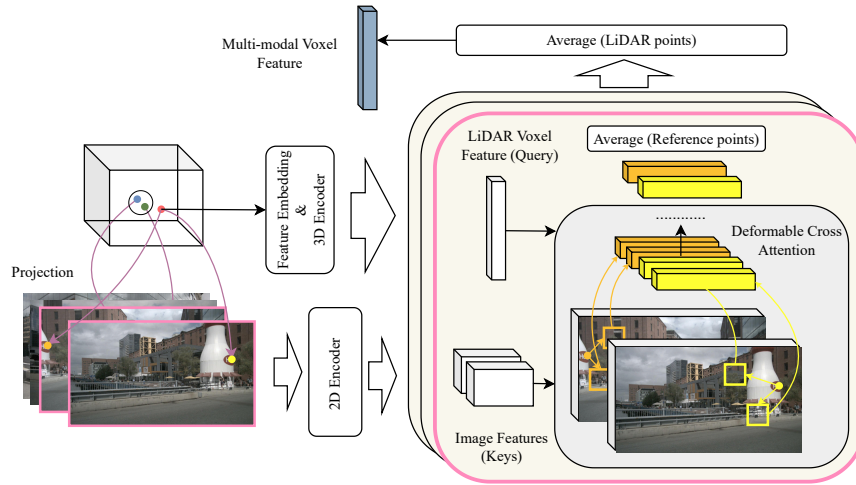 Multi-modal Voxel
Feature
Average (LiDAR points)
LiDAR Voxel
Feature (Query)
Average (Reference points)
Feature Embedding
&
3D Encoder
............
Deformable Cross
Attention
Projection
2D Encoder
Image Features
(Keys)